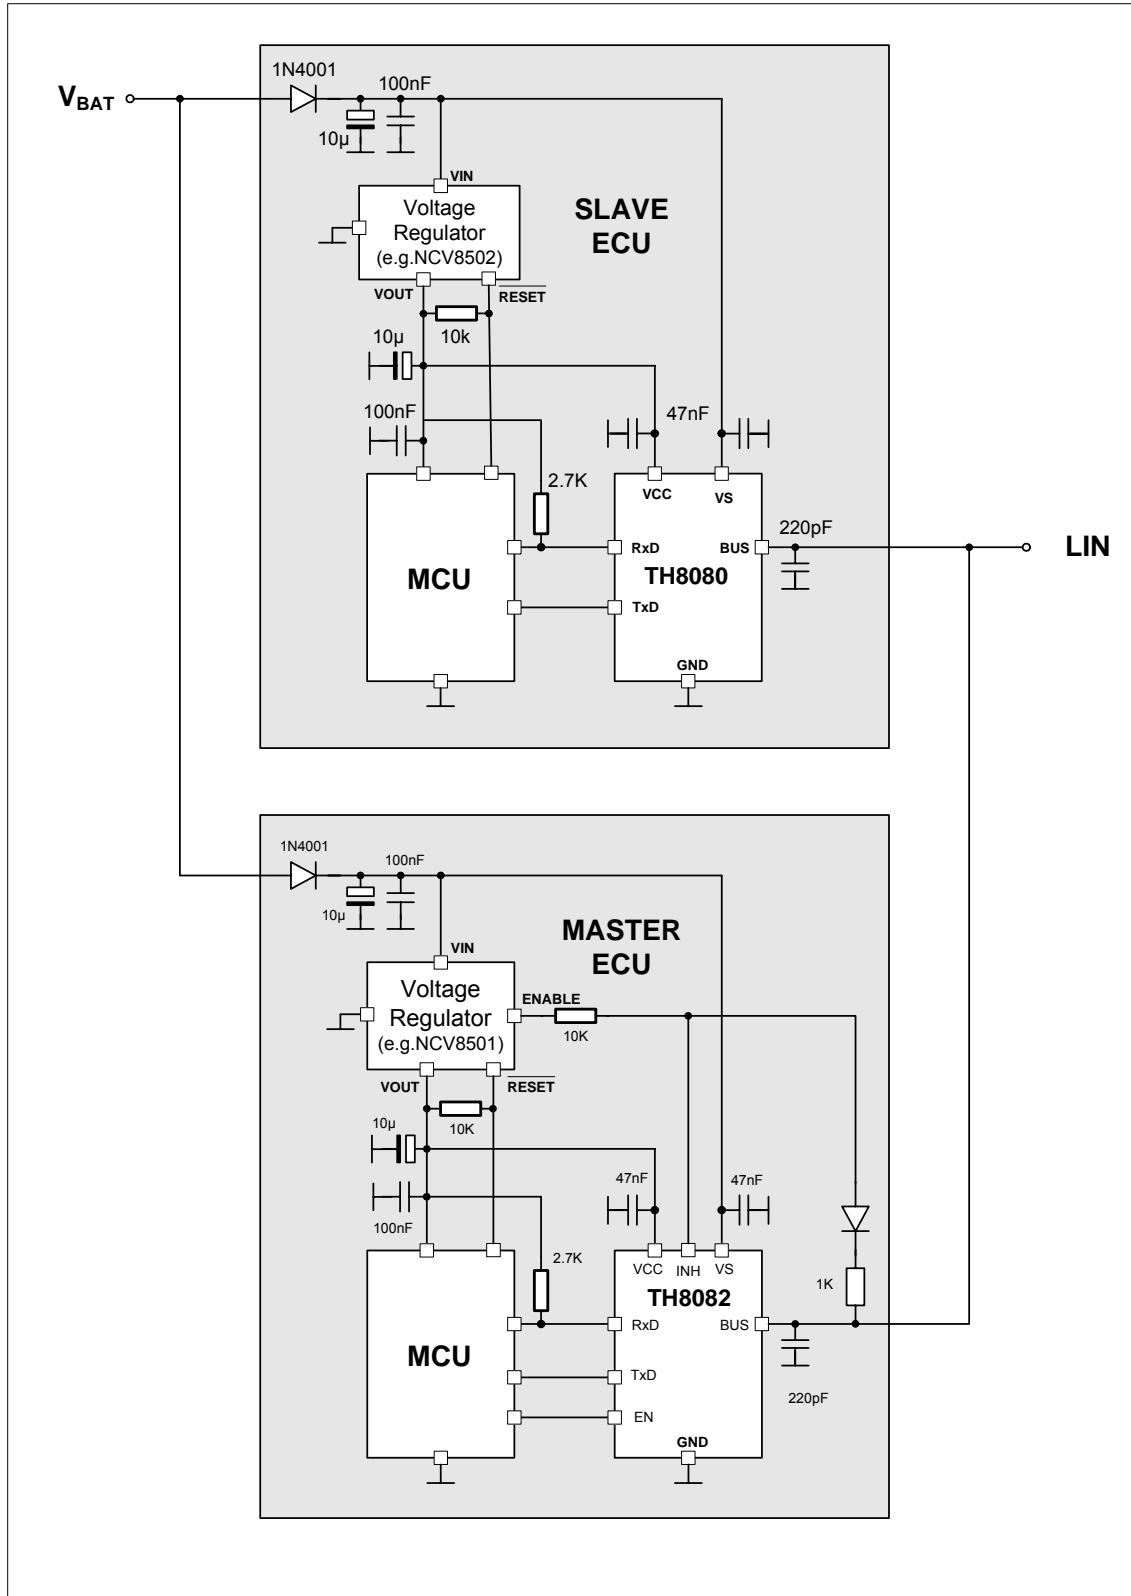 1N4001
100nF
VBAT
10µ
VIN
Voltage
Regulator
(e.g.NCV8502)
SLAVE
ECU
VOUT
RESET
10k
10µ
100nF
47nF
2.7K
VCC
VS
220pF
RxD
BUS
LIN
MCU
TH8080
TxD
GND
1N4001
100nF
10µ
MASTER
ECU
VIN
Voltage
Regulator
(e.g.NCV8501)
ENABLE
10K
VOUT
RESET
10µ
10K
47nF
47nF
100nF
2.7K
VCC
INH
VS
1K
TH8082
RxD
BUS
MCU
TxD
220pF
EN
GND